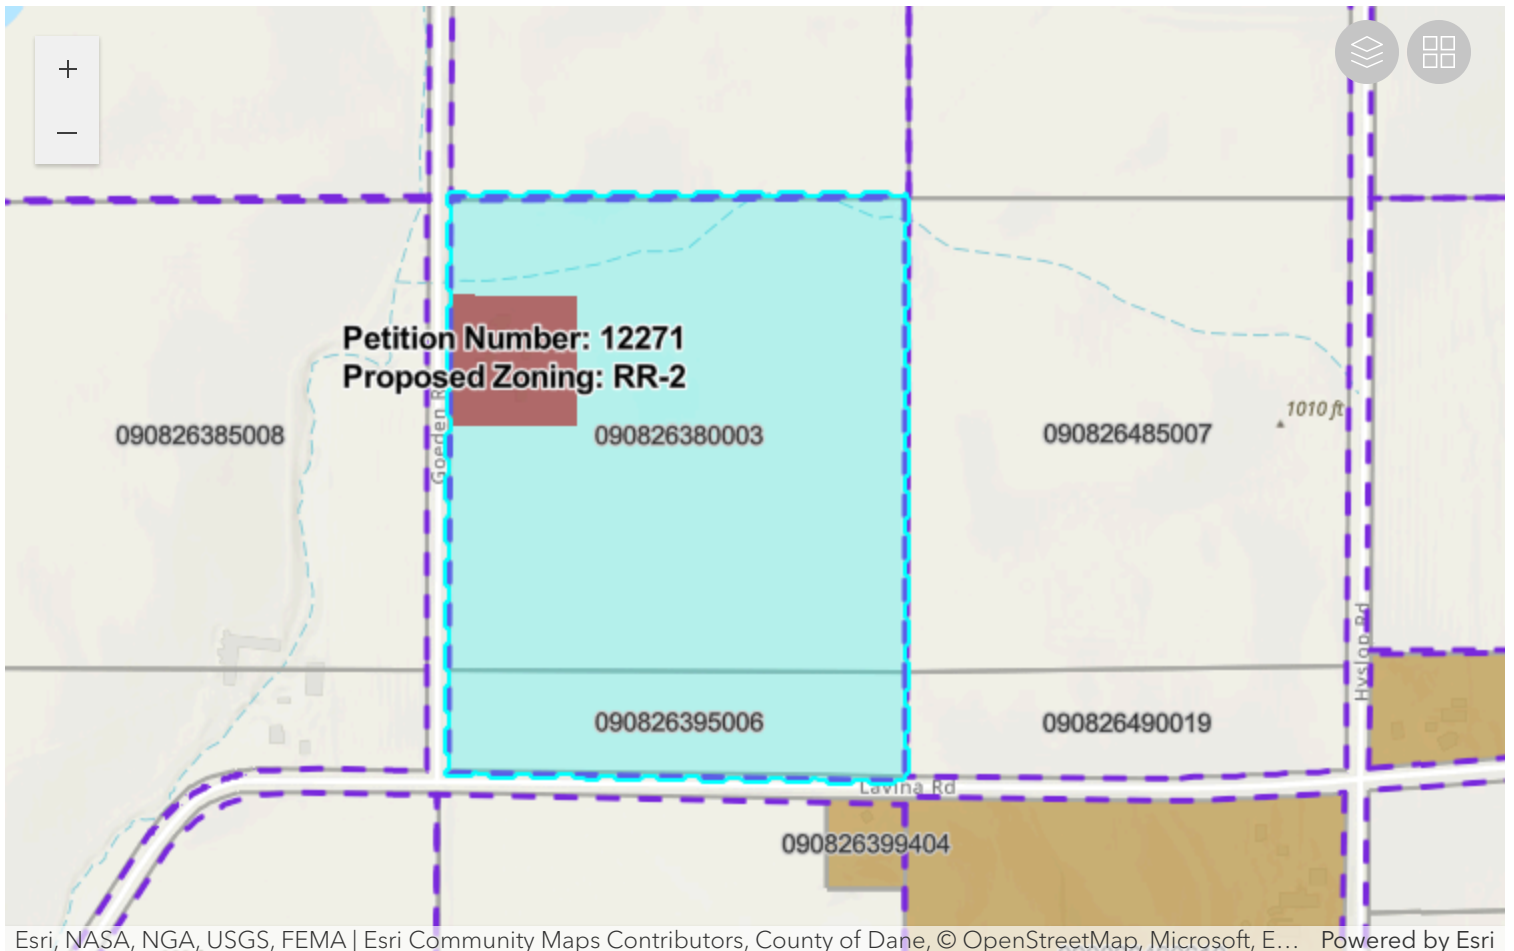 +
−
Petition Number: 12271
Proposed Zoning: RR-2
Goeden R
090826385008
090826380003
090826485007
1010 ft
Hyslop Rd
090826395006
090826490019
Lavina Rd
090826399404
Esri, NASA, NGA, USGS, FEMA | Esri Community Maps Contributors, County of Dane, © OpenStreetMap, Microsoft, E... Powered by Esri